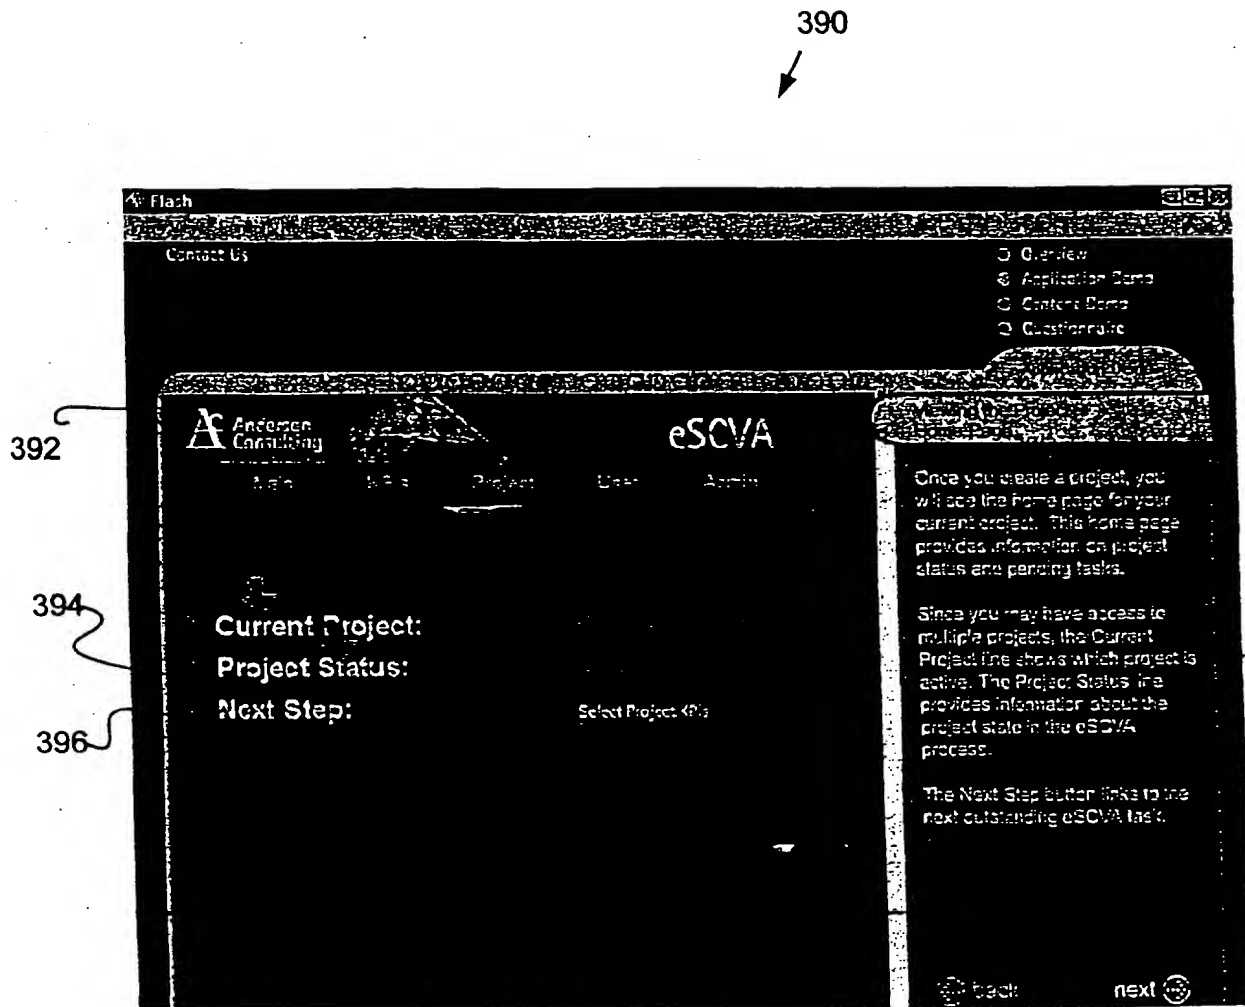 390
Flash
Contact Us
Overview
Application Demo
Content Demo
Questionnaire
392
Andersen
Consulting
eSCVA
Main KPIs Project User Admin
Once you create a project, you
will see the home page for your
current project. This home page
provides information on project
status and pending tasks.
394
Current Project:
Project Status:
Next Step:
Select Project KPIs
396
Since you may have access to
multiple projects, the Current
Project line shows which project is
active. The Project Status line
provides information about the
project state in the eSCVA
process.
The Next Step button links to the
next outstanding eSCVA task.
back next